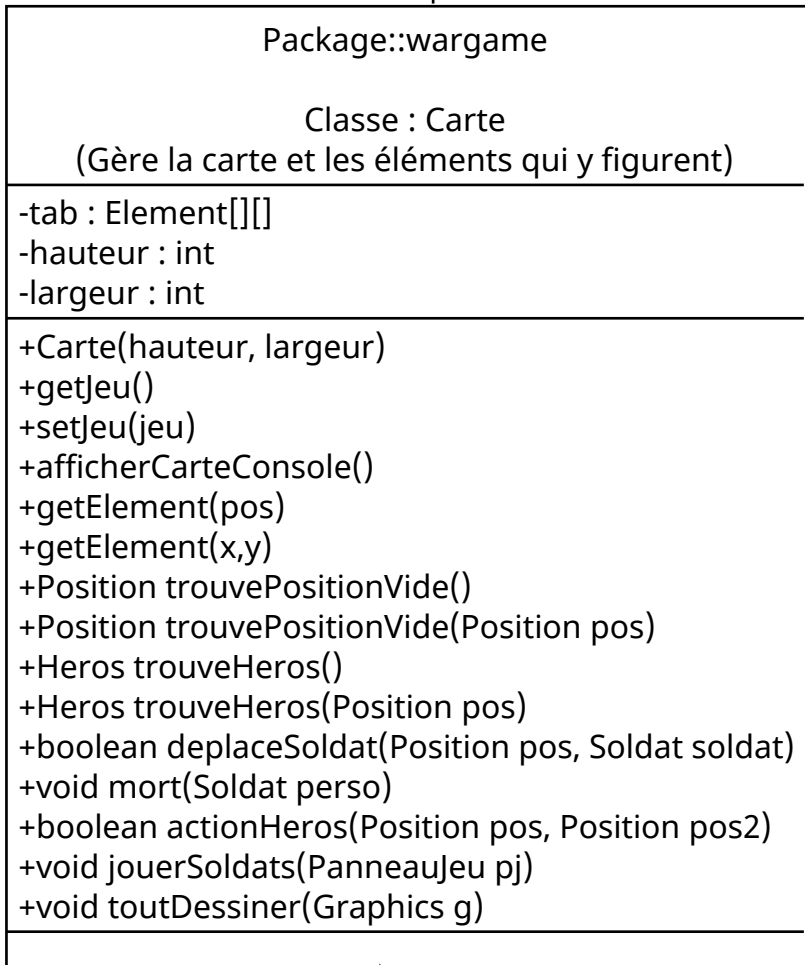 Package::wargame
Classe : Carte
(Gère la carte et les éléments qui y figurent)
-tab : Element[][]
-hauteur : int
-largeur : int
+Carte(hauteur, largeur)
+getJeu()
+setJeu(jeu)
+afficherCarteConsole()
+getElement(pos)
+getElement(x,y)
+Position trouvePositionVide()
+Position trouvePositionVide(Position pos)
+Heros trouveHeros()
+Heros trouveHeros(Position pos)
+boolean deplaceSoldat(Position pos, Soldat soldat)
+void mort(Soldat perso)
+boolean actionHeros(Position pos, Position pos2)
+void jouerSoldats(PanneauJeu pj)
+void toutDessiner(Graphics g)